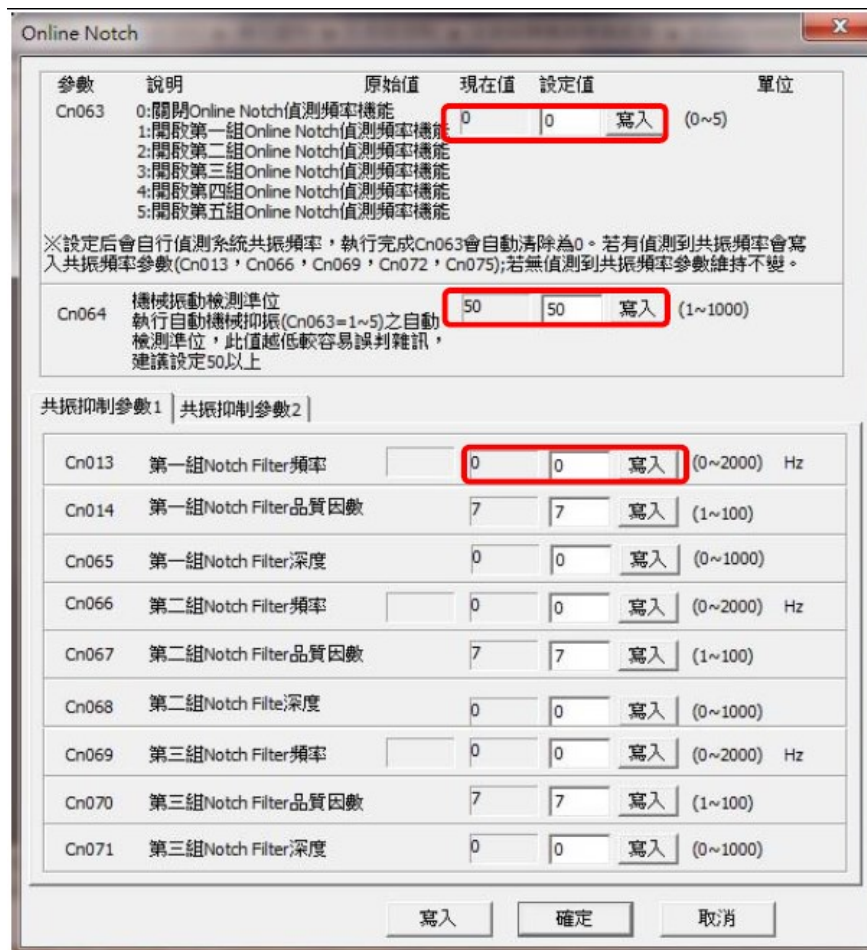 Online Notch
參數 說明 原始值 現在值 設定值 單位
Cn063 0:關閉Online Notch偵測頻率機能 0 0 寫入 (0~5)
1:開啟第一組Online Notch偵測頻率機能
2:開啟第二組Online Notch偵測頻率機能
3:開啟第三組Online Notch偵測頻率機能
4:開啟第四組Online Notch偵測頻率機能
5:開啟第五組Online Notch偵測頻率機能
※設定后會自行偵測系統共振頻率,執行完成Cn063會自動清除為0。若有偵測到共振頻率會寫
入共振頻率參數(Cn013,Cn066,Cn069,Cn072,Cn075);若無偵測到共振頻率參數維持不變。
Cn064 機械振動檢測準位 50 50 寫入 (1~1000)
執行自動機械抑振(Cn063=1~5)之自動
檢測準位,此值越低較容易誤判雜訊,
建議設定50以上
共振抑制參數1 共振抑制參數2
Cn013 第一組Notch Filter頻率 0 0 寫入 (0~2000) Hz
Cn014 第一組Notch Filter品質因數 7 7 寫入 (1~100)
Cn065 第一組Notch Filter深度 0 0 寫入 (0~1000)
Cn066 第二組Notch Filter頻率 0 0 寫入 (0~2000) Hz
Cn067 第二組Notch Filter品質因數 7 7 寫入 (1~100)
Cn068 第二組Notch Filte深度 0 0 寫入 (0~1000)
Cn069 第三組Notch Filter頻率 0 0 寫入 (0~2000) Hz
Cn070 第三組Notch Filter品質因數 7 7 寫入 (1~100)
Cn071 第三組Notch Filter深度 0 0 寫入 (0~1000)
寫入 確定 取消